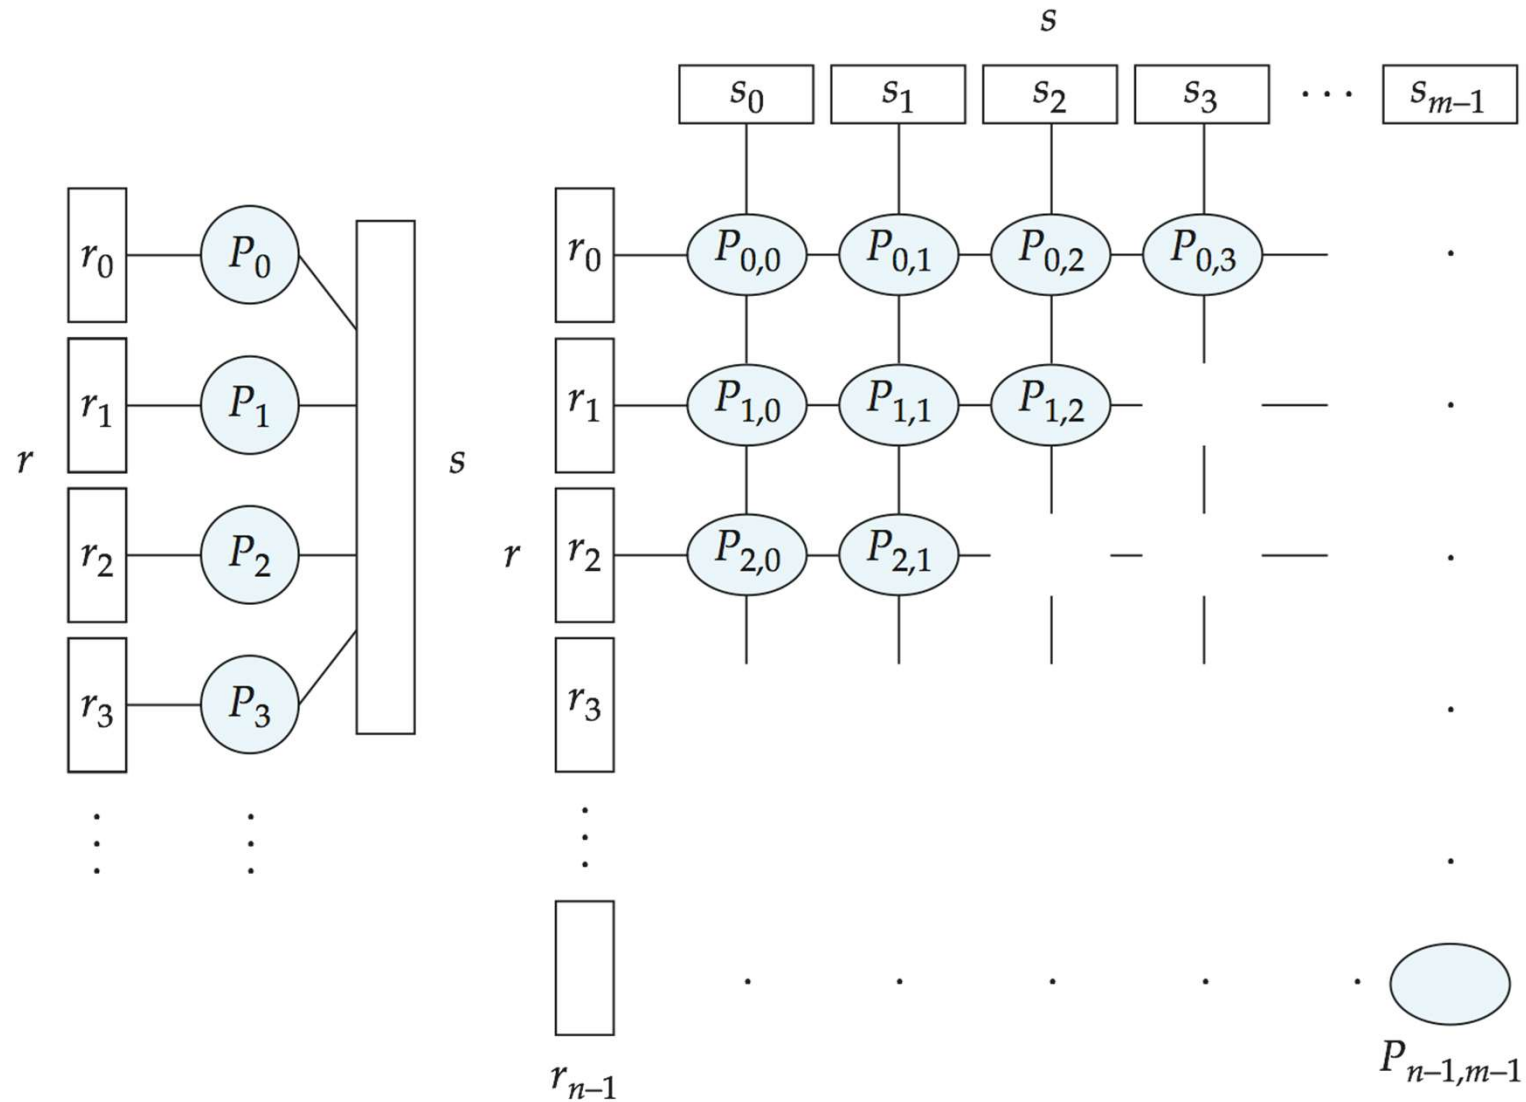 s
s₀ s₁ s₂ s₃ ... sₘ₋₁
r₀ P₀ r₀ P₀,₀ P₀,₁ P₀,₂ P₀,₃
r₁ P₁ r₁ P₁,₀ P₁,₁ P₁,₂
r s
r₂ P₂ r r₂ P₂,₀ P₂,₁
r₃ P₃ r₃
rₙ₋₁ Pₙ₋₁,ₘ₋₁